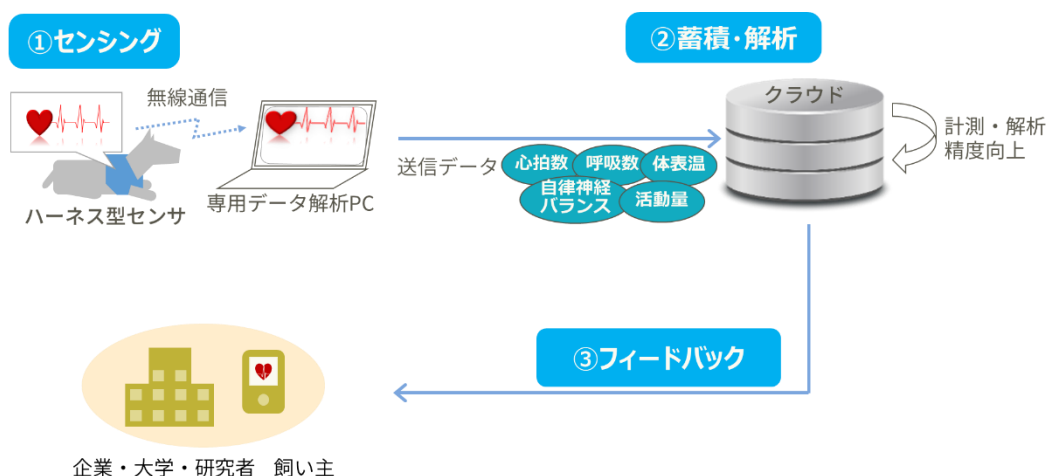 ①センシング
②蓄積・解析
無線通信
クラウド
計測・解析
精度向上
送信データ
心拍数
呼吸数
体表温
自律神経
バランス
活動量
ハーネス型センサ
専用データ解析PC
③フィードバック
企業・大学・研究者 飼い主